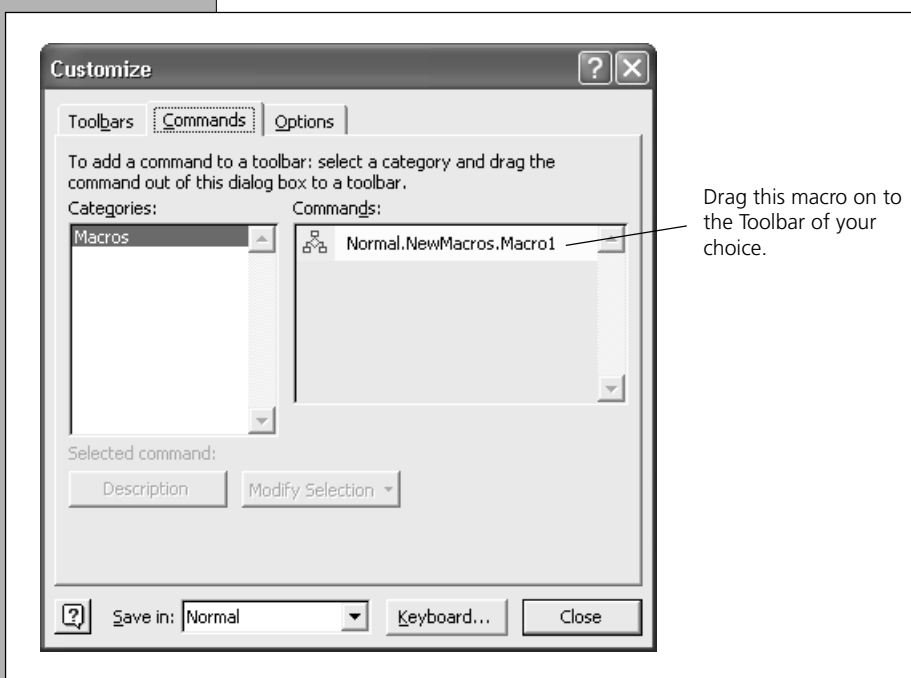 Customize
Toolbars Commands Options
To add a command to a toolbar: select a category and drag the
command out of this dialog box to a toolbar.
Categories: Commands:
Macros
Normal.NewMacros.Macro1
Drag this macro on to
the Toolbar of your
choice.
Selected command:
Description Modify Selection
Save in: Normal Keyboard... Close